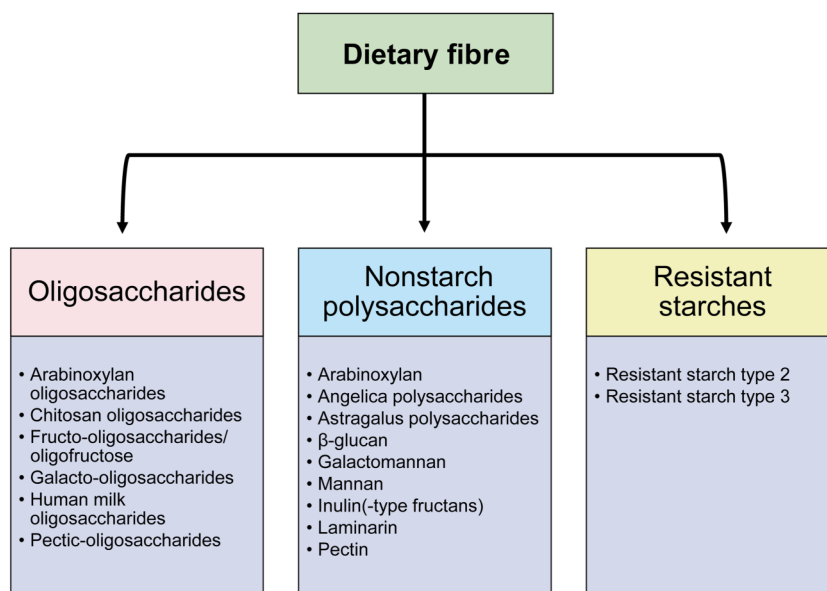 Dietary fibre
Oligosaccharides
• Arabinoxylan
oligosaccharides
• Chitosan oligosaccharides
• Fructo-oligosaccharides/
oligofructose
• Galacto-oligosaccharides
• Human milk
oligosaccharides
• Pectic-oligosaccharides
Nonstarch
polysaccharides
• Arabinoxylan
• Angelica polysaccharides
• Astragalus polysaccharides
• β-glucan
• Galactomannan
• Mannan
• Inulin(-type fructans)
• Laminarin
• Pectin
Resistant
starches
• Resistant starch type 2
• Resistant starch type 3